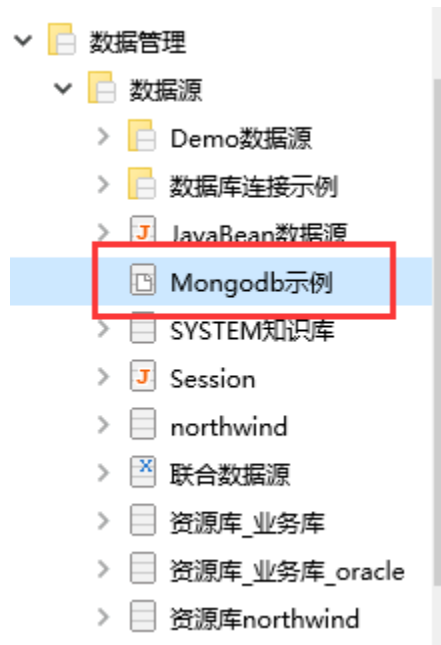 数据管理
数据源
Demo数据源
数据库连接示例
JavaBean数据源
Mongodb示例
SYSTEM知识库
Session
northwind
联合数据源
资源库_业务库
资源库_业务库_oracle
资源库northwind